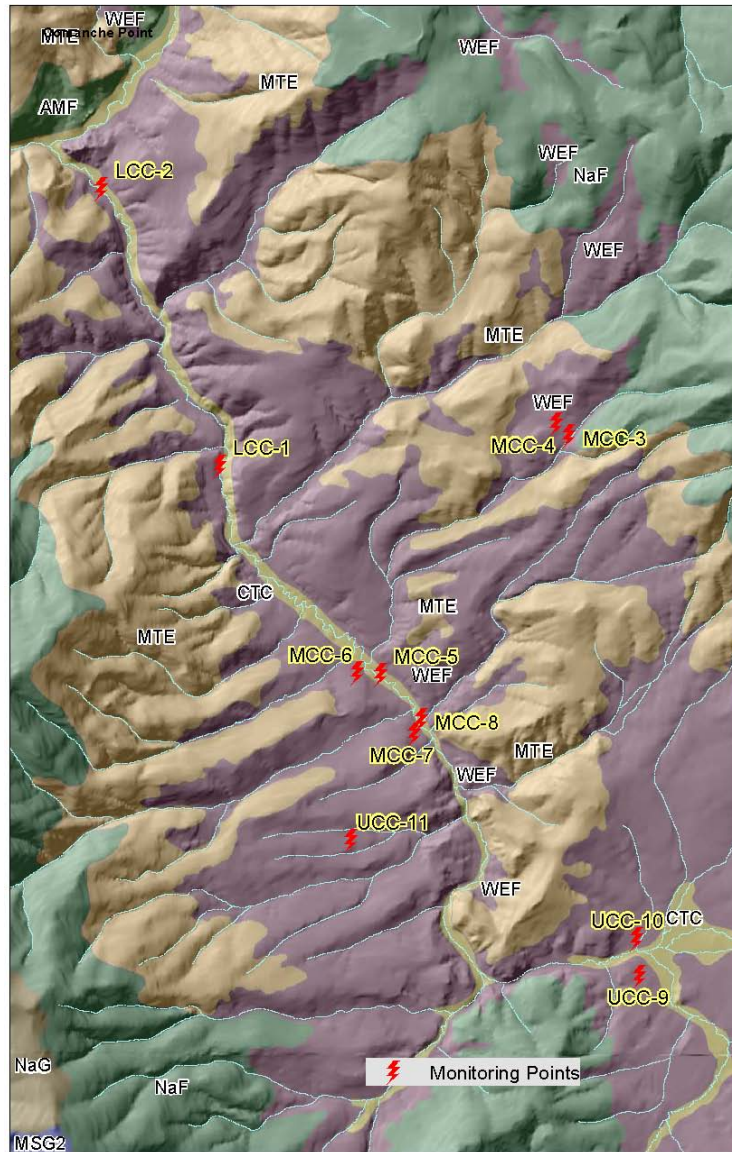 WEF
MTE
Comanche Point
WEF
MTE
AMF
WEF
LCC-2
NaF
WEF
MTE
WEF
MCC-4
MCC-3
LCC-1
CTC
MTE
MTE
MCC-6
MCC-5
WEF
MCC-8
MCC-7
MTE
WEF
UCC-11
WEF
UCC-10
CTC
UCC-9
NaG
NaF
Monitoring Points
MSG2